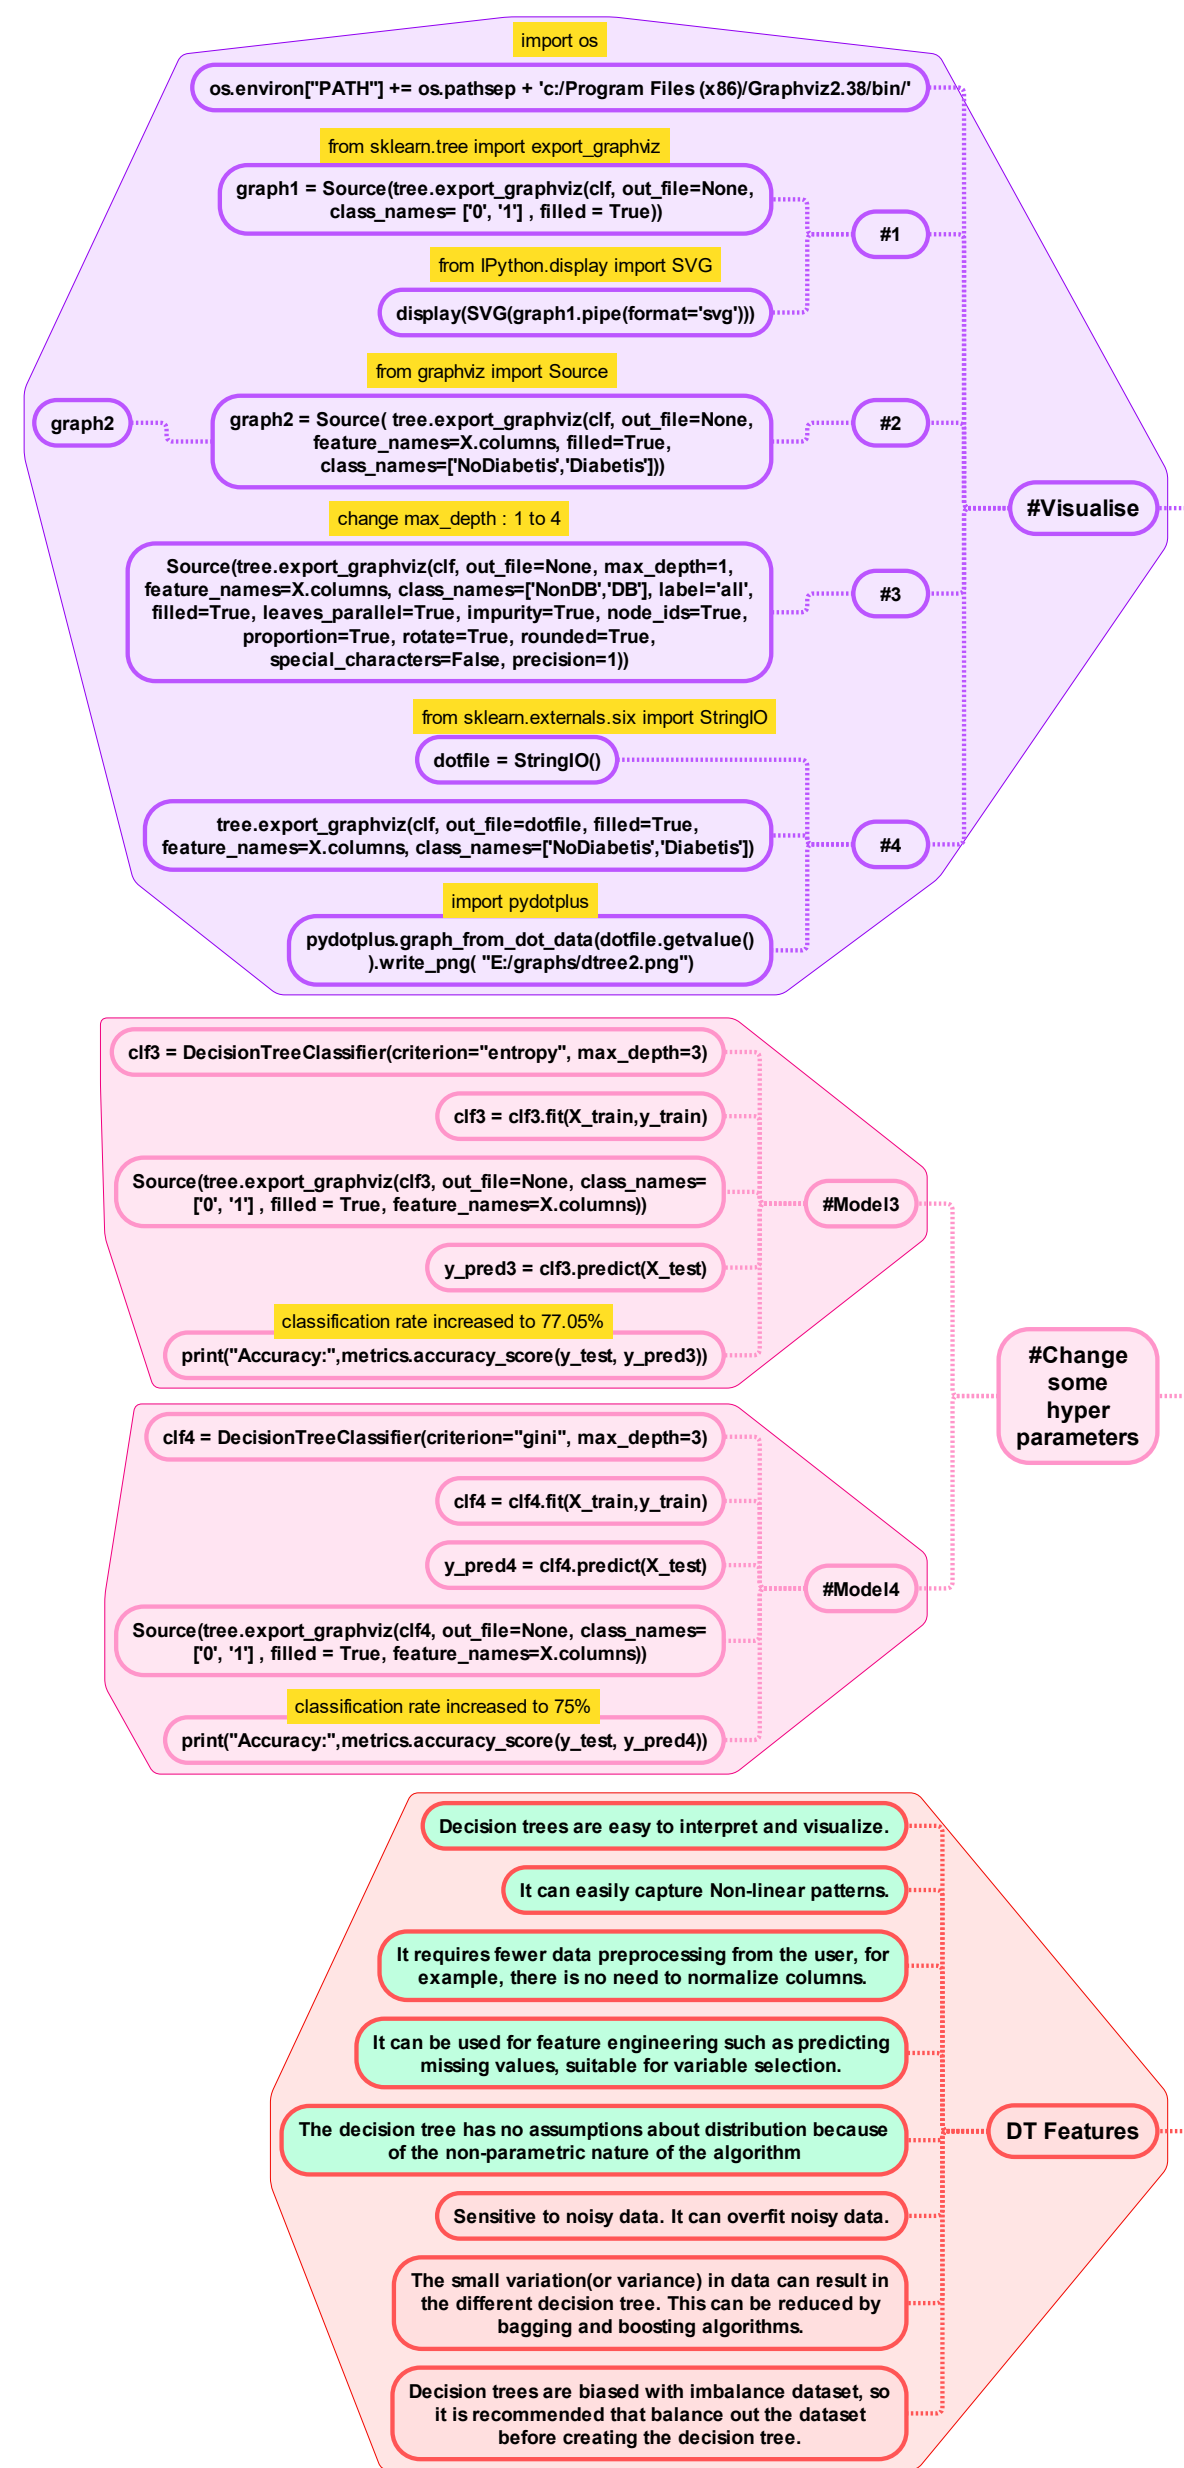 import os
os.environ["PATH"] += os.pathsep + 'c:/Program Files (x86)/Graphviz2.38/bin/'
from sklearn.tree import export_graphviz
graph1 = Source(tree.export_graphviz(clf, out_file=None,
class_names= ['0', '1'] , filled = True))
#1
from IPython.display import SVG
display(SVG(graph1.pipe(format='svg')))
from graphviz import Source
graph2
graph2 = Source( tree.export_graphviz(clf, out_file=None,
feature_names=X.columns, filled=True,
class_names=['NoDiabetis','Diabetis']))
#2
#Visualise
change max_depth : 1 to 4
Source(tree.export_graphviz(clf, out_file=None, max_depth=1,
feature_names=X.columns, class_names=['NonDB','DB'], label='all',
filled=True, leaves_parallel=True, impurity=True, node_ids=True,
proportion=True, rotate=True, rounded=True,
special_characters=False, precision=1))
#3
from sklearn.externals.six import StringIO
dotfile = StringIO()
tree.export_graphviz(clf, out_file=dotfile, filled=True,
feature_names=X.columns, class_names=['NoDiabetis','Diabetis'])
#4
import pydotplus
pydotplus.graph_from_dot_data(dotfile.getvalue()
).write_png( "E:/graphs/dtree2.png")
clf3 = DecisionTreeClassifier(criterion="entropy", max_depth=3)
clf3 = clf3.fit(X_train,y_train)
Source(tree.export_graphviz(clf3, out_file=None, class_names=
['0', '1'] , filled = True, feature_names=X.columns))
#Model3
y_pred3 = clf3.predict(X_test)
classification rate increased to 77.05%
print("Accuracy:",metrics.accuracy_score(y_test, y_pred3))
#Change
some
hyper
parameters
clf4 = DecisionTreeClassifier(criterion="gini", max_depth=3)
clf4 = clf4.fit(X_train,y_train)
y_pred4 = clf4.predict(X_test)
#Model4
Source(tree.export_graphviz(clf4, out_file=None, class_names=
['0', '1'] , filled = True, feature_names=X.columns))
classification rate increased to 75%
print("Accuracy:",metrics.accuracy_score(y_test, y_pred4))
Decision trees are easy to interpret and visualize.
It can easily capture Non-linear patterns.
It requires fewer data preprocessing from the user, for
example, there is no need to normalize columns.
It can be used for feature engineering such as predicting
missing values, suitable for variable selection.
The decision tree has no assumptions about distribution because
of the non-parametric nature of the algorithm
DT Features
Sensitive to noisy data. It can overfit noisy data.
The small variation(or variance) in data can result in
the different decision tree. This can be reduced by
bagging and boosting algorithms.
Decision trees are biased with imbalance dataset, so
it is recommended that balance out the dataset
before creating the decision tree.